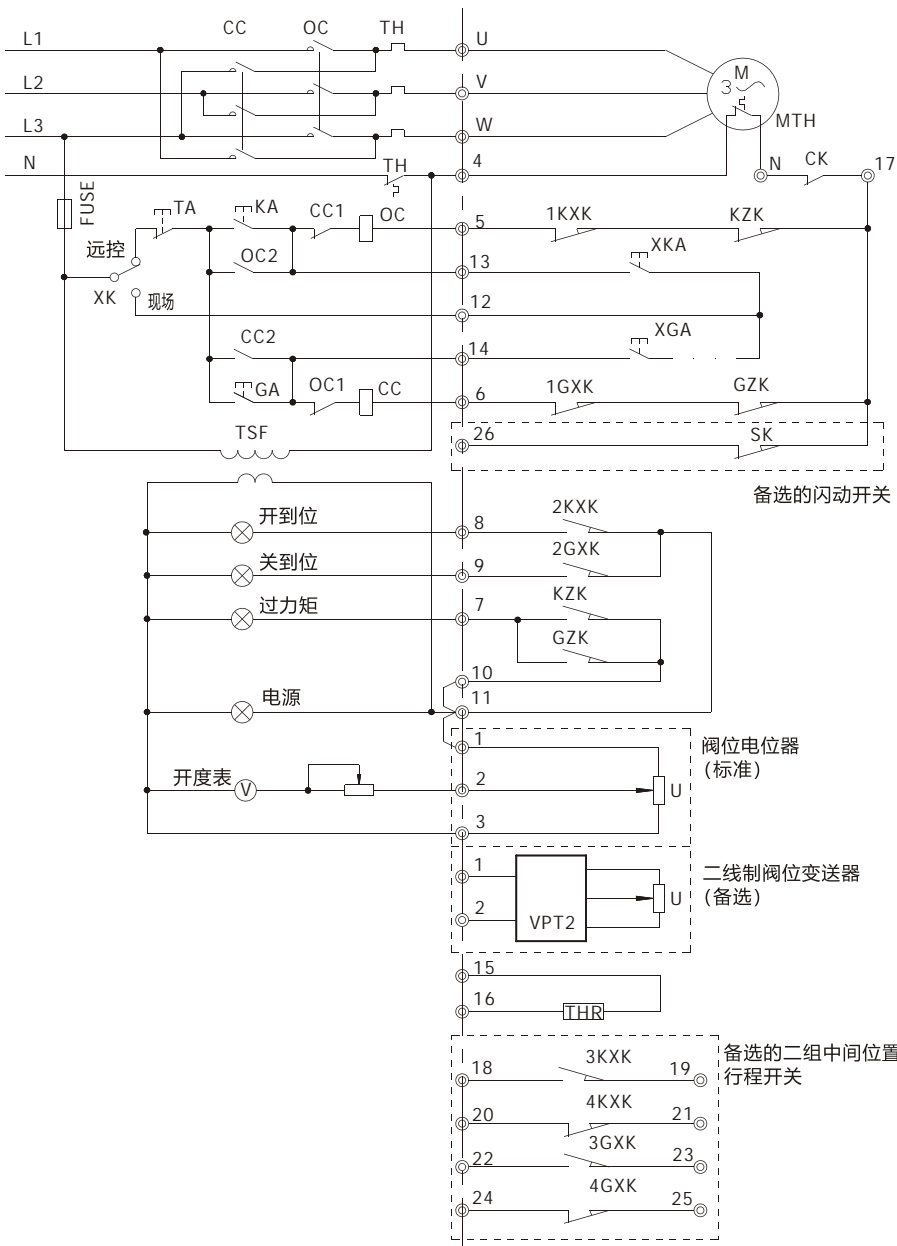 CC OC TH
L1 U
L2 V
M
3
L3 W
MTH
N TH 4 N CK 17
FUSE
TA KA CC1 OC 5 1KXK KZK
远控 OC2 13 XKA
XK 现场 12
CC2 14 XGA
GA OC1 CC 6 1GXK GZK
TSF 26 SK
备选的闪动开关
开到位 8 2KXK
关到位 9 2GXK
过力矩 7 KZK
GZK
10
电源 11
1 阀位电位器
(标准)
开度表 V 2 U
3
1 二线制阀位变送器
(备选)
2 VPT2 U
15
16 THR
备选的二组中间位置
行程开关
18 3KXK 19
20 4KXK 21
22 3GXK 23
24 4GXK 25